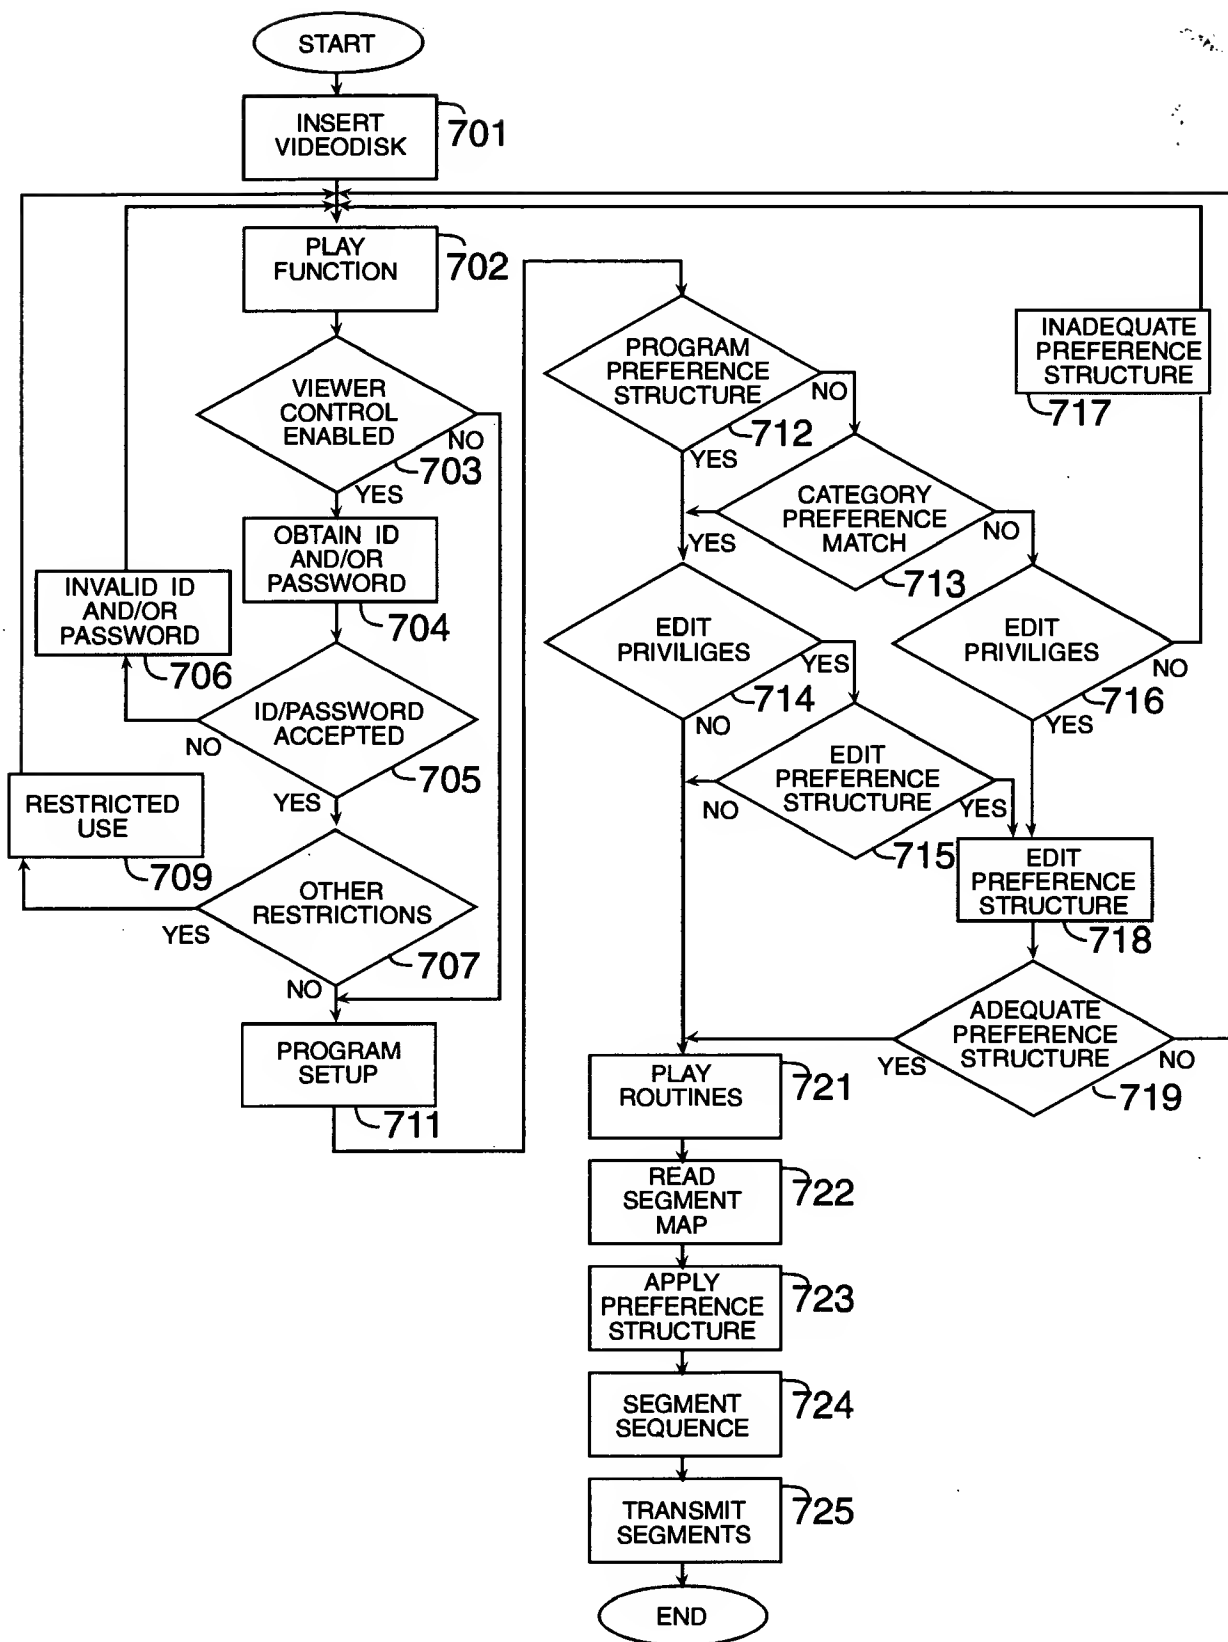 START
INSERT
VIDEODISK
701
PLAY
FUNCTION
702
VIEWER
CONTROL
ENABLED
NO
703
YES
OBTAIN ID
AND/OR
PASSWORD
704
INVALID ID
AND/OR
PASSWORD
706
ID/PASSWORD
ACCEPTED
NO
705
YES
RESTRICTED
USE
709
OTHER
RESTRICTIONS
YES
707
NO
PROGRAM
SETUP
711
PROGRAM
PREFERENCE
STRUCTURE
NO
712
YES
CATEGORY
PREFERENCE
MATCH
NO
YES
713
INADEQUATE
PREFERENCE
STRUCTURE
717
EDIT
PRIVILIGES
YES
714
NO
EDIT
PRIVILIGES
NO
716
YES
EDIT
PREFERENCE
STRUCTURE
NO
YES
715
EDIT
PREFERENCE
STRUCTURE
718
ADEQUATE
PREFERENCE
STRUCTURE
YES
NO
719
PLAY
ROUTINES
721
READ
SEGMENT
MAP
722
APPLY
PREFERENCE
STRUCTURE
723
SEGMENT
SEQUENCE
724
TRANSMIT
SEGMENTS
725
END